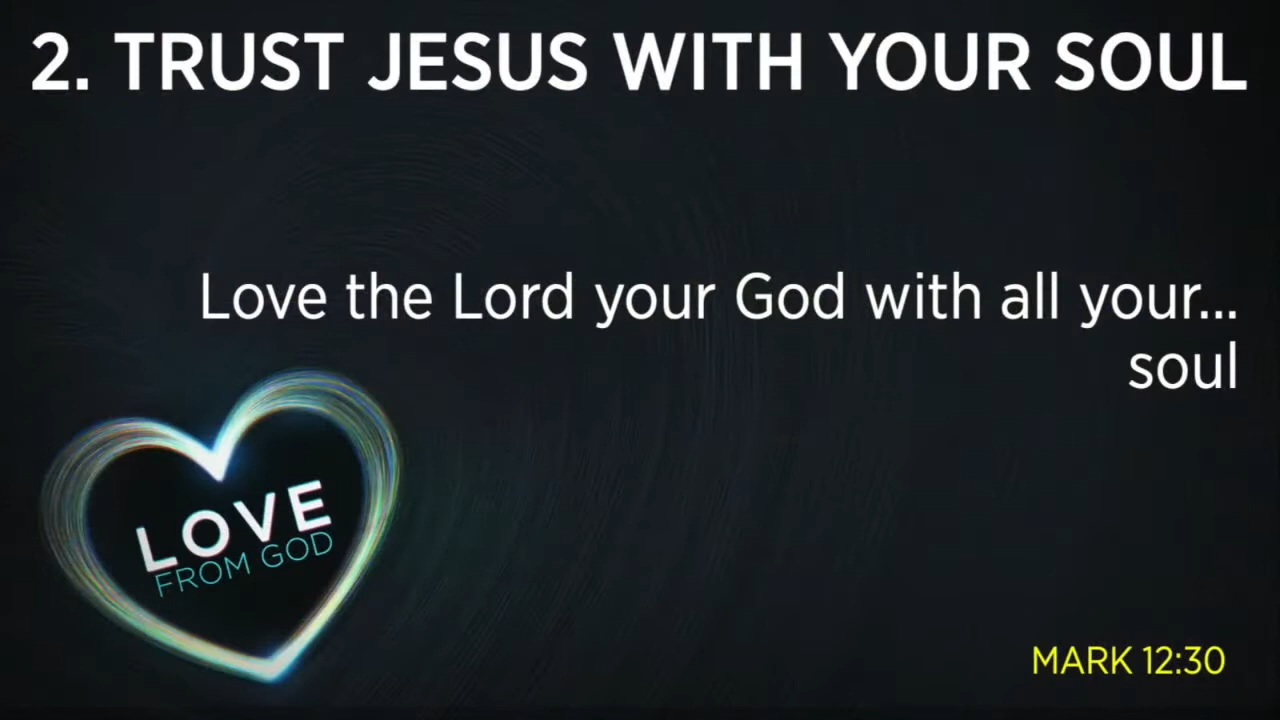 2. TRUST JESUS WITH YOUR SOUL
Love the Lord your God with all your...
soul
LOVE
FROM GOD
MARK 12:30